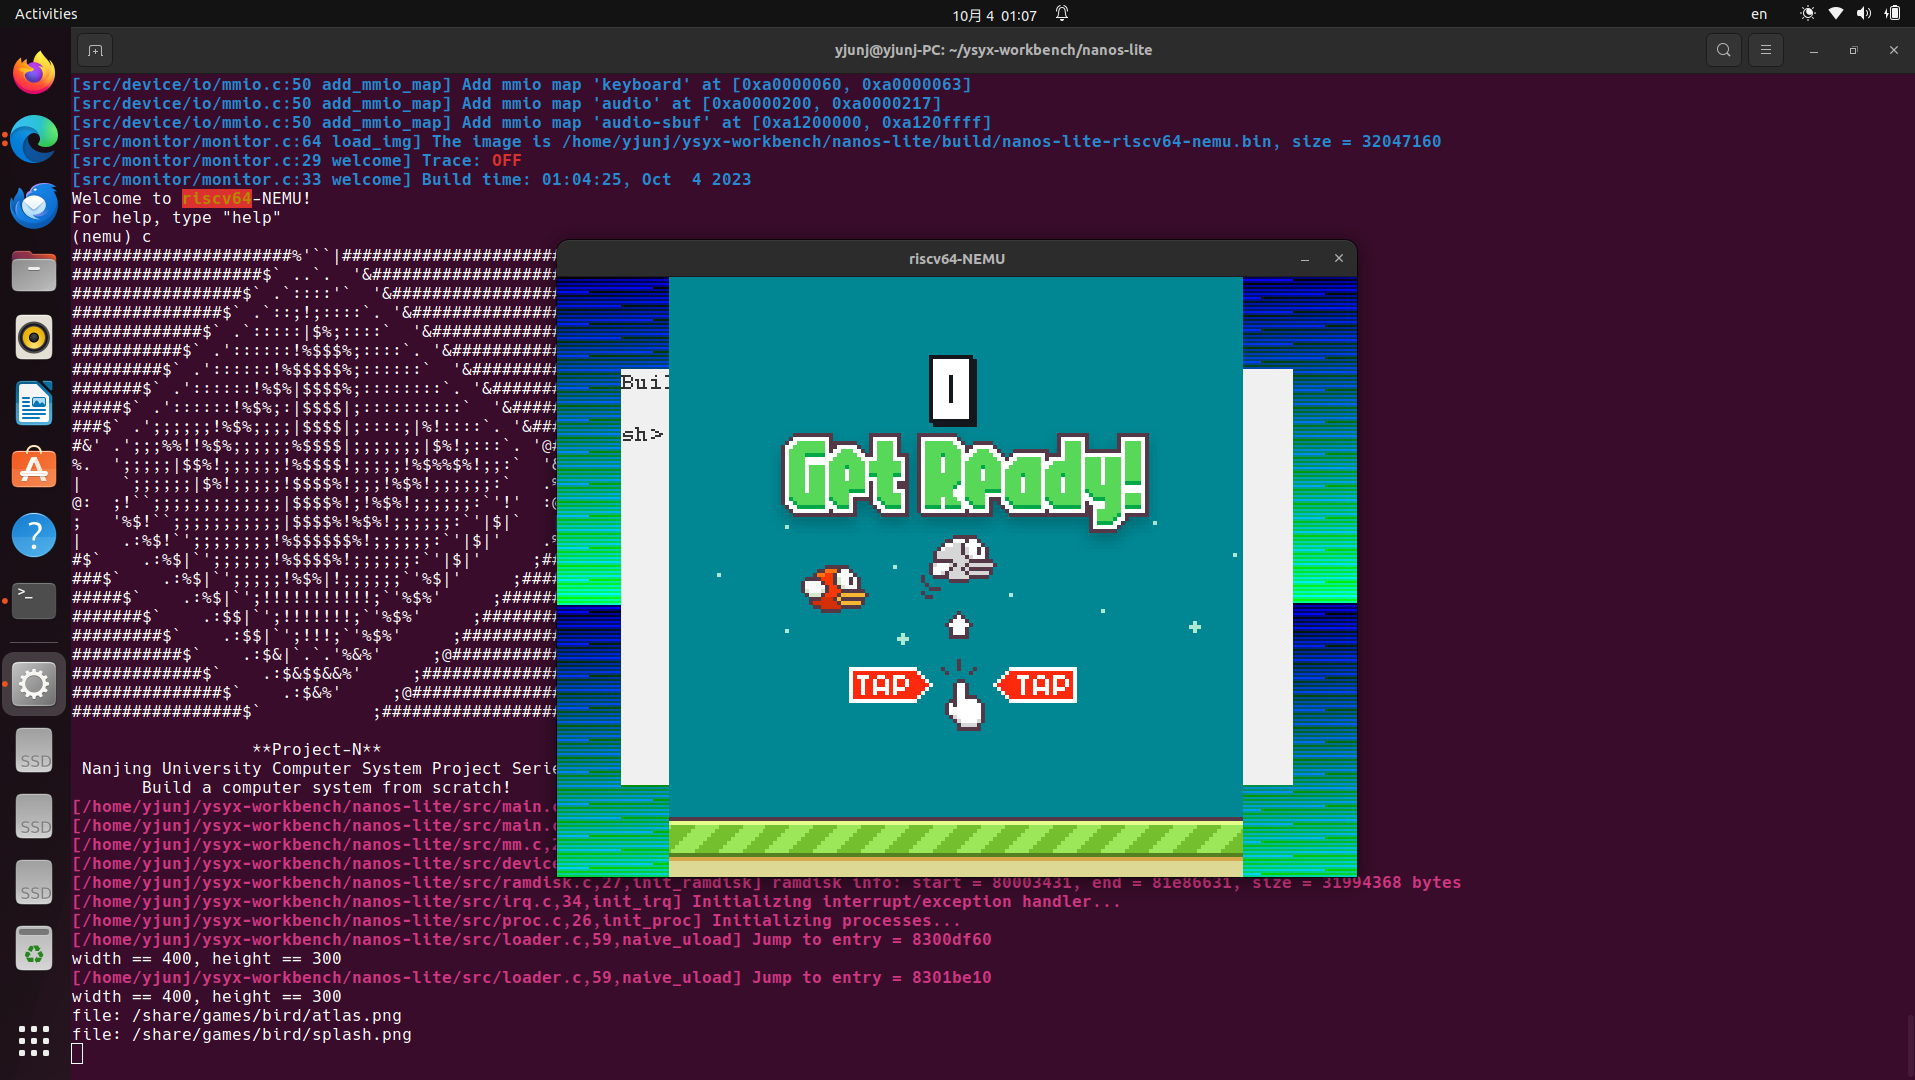 Activities
10月 4 01:07
en
yjunj@yjunj-PC: ~/ysyx-workbench/nanos-lite
[src/device/io/mmio.c:50 add_mmio_map] Add mmio map 'keyboard' at [0xa0000060, 0xa0000063]
[src/device/io/mmio.c:50 add_mmio_map] Add mmio map 'audio' at [0xa0000200, 0xa0000217]
[src/device/io/mmio.c:50 add_mmio_map] Add mmio map 'audio-sbuf' at [0xa1200000, 0xa120ffff]
[src/monitor/monitor.c:64 load_img] The image is /home/yjunj/ysyx-workbench/nanos-lite/build/nanos-lite-riscv64-nemu.bin, size = 32047160
[src/monitor/monitor.c:29 welcome] Trace: OFF
[src/monitor/monitor.c:33 welcome] Build time: 01:04:25, Oct  4 2023
Welcome to riscv64-NEMU!
For help, type "help"
(nemu) c
riscv64-NEMU
sh>
Get Ready!
TAP
TAP
SSD
SSD
SSD
**Project-N**
Nanjing University Computer System Project
Build a computer system from scratch!
[/home/yjunj/ysyx-workbench/nanos-lite/src/main.
[/home/yjunj/ysyx-workbench/nanos-lite/src/main.
[/home/yjunj/ysyx-workbench/nanos-lite/src/mm.c,
[/home/yjunj/ysyx-workbench/nanos-lite/src/device
[/home/yjunj/ysyx-workbench/nanos-lite/src/ramdisk.c,27,init_ramdisk] ramdisk info: start = 80003431, end = 81e86631, size = 31994368 bytes
[/home/yjunj/ysyx-workbench/nanos-lite/src/irq.c,34,init_irq] Initializing interrupt/exception handler...
[/home/yjunj/ysyx-workbench/nanos-lite/src/proc.c,26,init_proc] Initializing processes...
[/home/yjunj/ysyx-workbench/nanos-lite/src/loader.c,59,naive_uload] Jump to entry = 8300df60
width == 400, height == 300
[/home/yjunj/ysyx-workbench/nanos-lite/src/loader.c,59,naive_uload] Jump to entry = 8301be10
width == 400, height == 300
file: /share/games/bird/atlas.png
file: /share/games/bird/splash.png